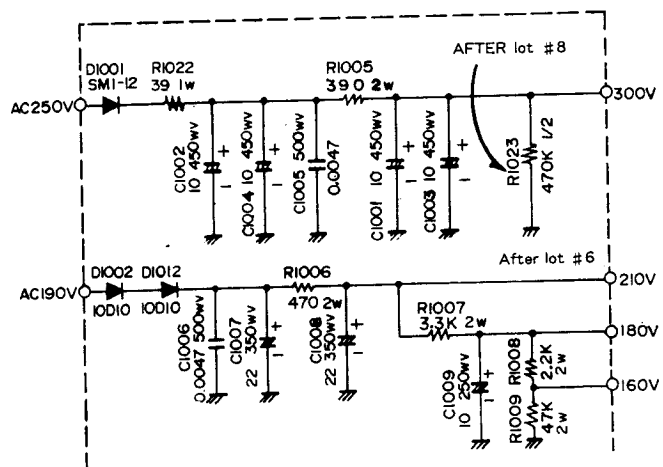 AFTER lot #8
D1001
SM1-12
R1022
39 1w
R1005
390 2w
AC250V
300V
C1002
10 450wv
+
-
C1004 10 450wv
+
-
C1005 500wv
0.0047
C1001 10 450wv
+
-
C1003 10 450wv
+
-
R1023
470K 1/2
After lot #6
D1002 D1012
10D10 10D10
R1006
470 2w
AC190V
210V
C1006
0.0047 500wv
C1007
22 350wv
+
-
C1008
22 350wv
+
-
R1007
3.3K 2w
180V
C1009
10 250wv
+
-
R1008
2.2K
2w
160V
R1009
47K
2w